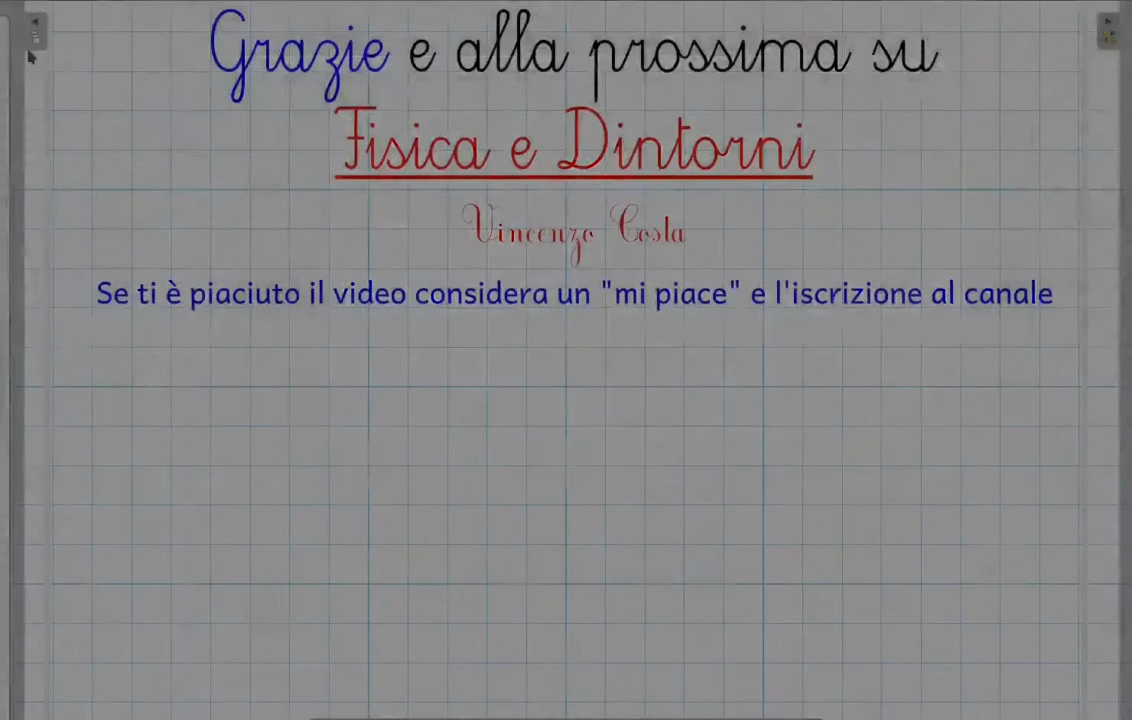 Grazie e alla prossima su
Fisica e Dintorni
Vincenzo Costa
Se ti è piaciuto il video considera un "mi piace" e l'iscrizione al canale